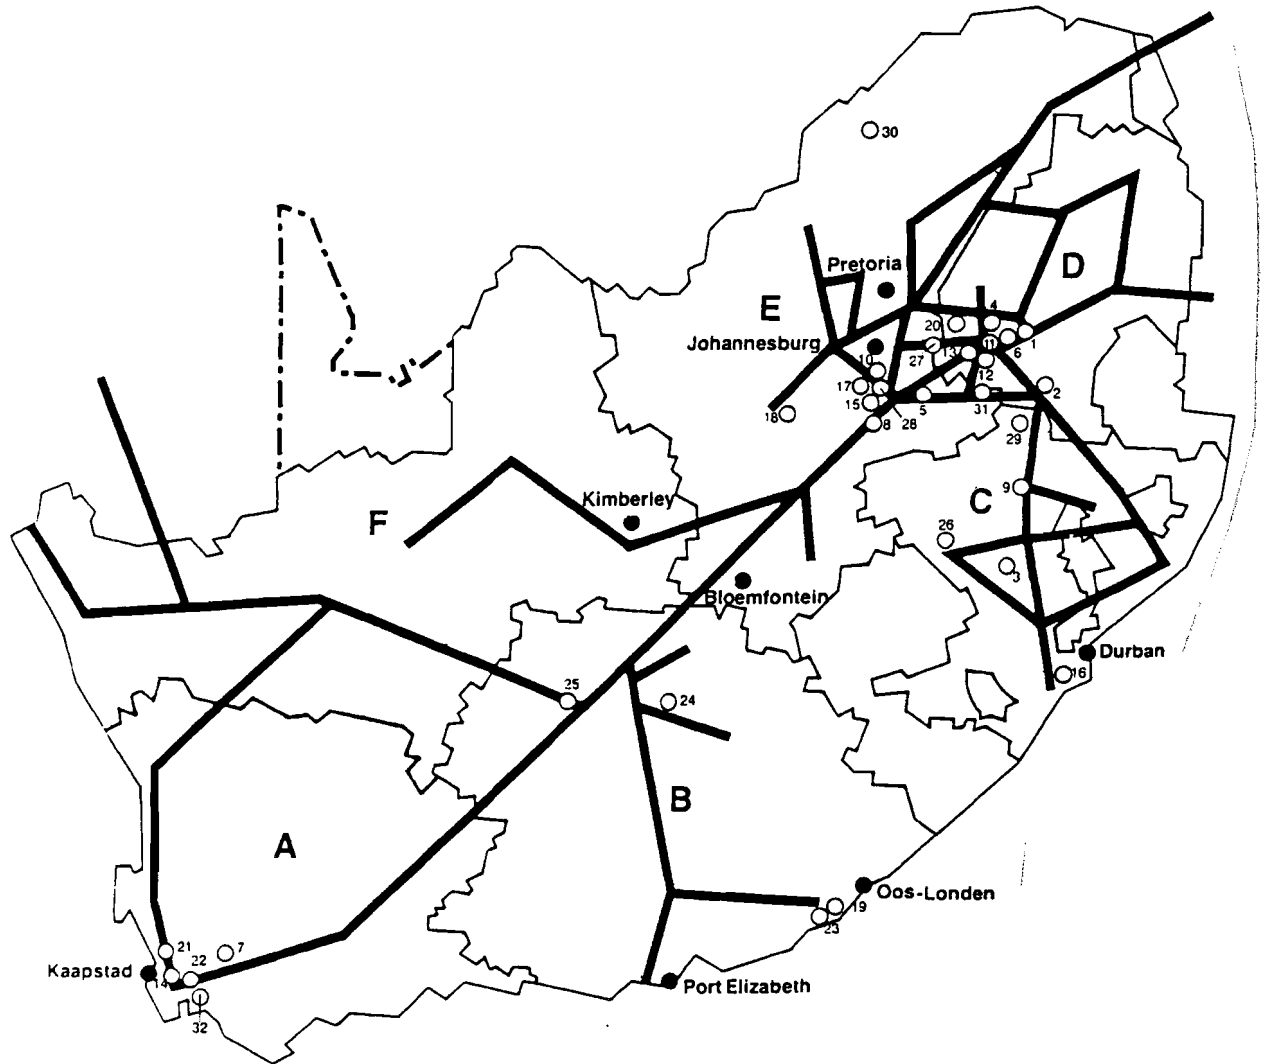 30
Pretoria
D
E
4
20
Johannesburg
11
1
27
13
6
10
12
17
2
5
31
15
18
8
28
29
Kimberley
9
C
F
26
3
Bloemfontein
Durban
16
25
24
B
A
Oos-Londen
19
23
21
7
22
Kaapstad
14
Port Elizabeth
32